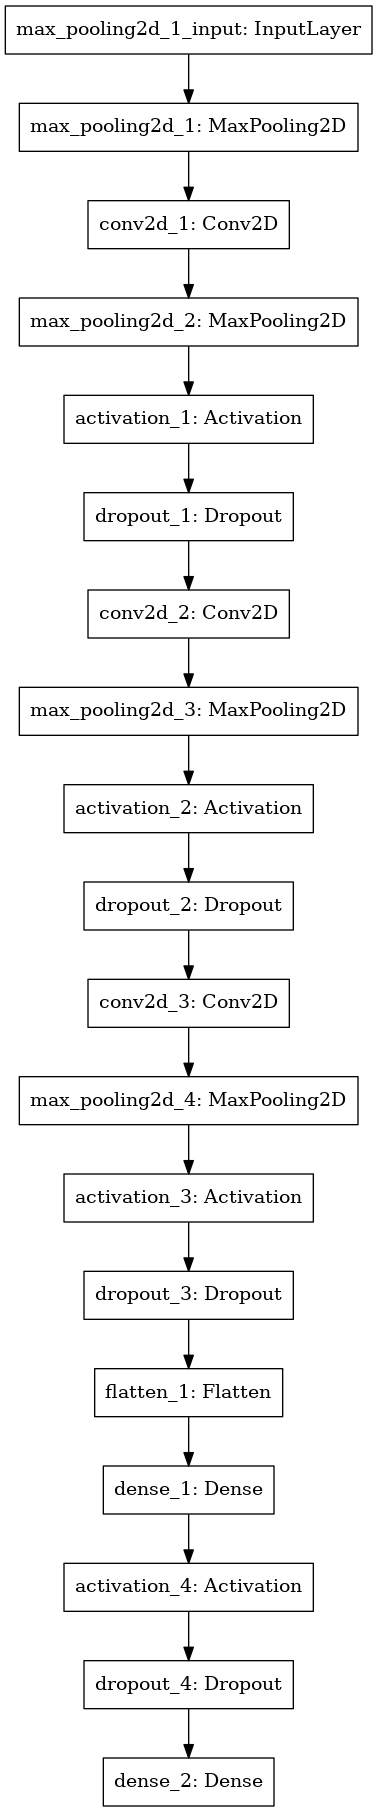 max_pooling2d_1_input: InputLayer
max_pooling2d_1: MaxPooling2D
conv2d_1: Conv2D
max_pooling2d_2: MaxPooling2D
activation_1: Activation
dropout_1: Dropout
conv2d_2: Conv2D
max_pooling2d_3: MaxPooling2D
activation_2: Activation
dropout_2: Dropout
conv2d_3: Conv2D
max_pooling2d_4: MaxPooling2D
activation_3: Activation
dropout_3: Dropout
flatten_1: Flatten
dense_1: Dense
activation_4: Activation
dropout_4: Dropout
dense_2: Dense